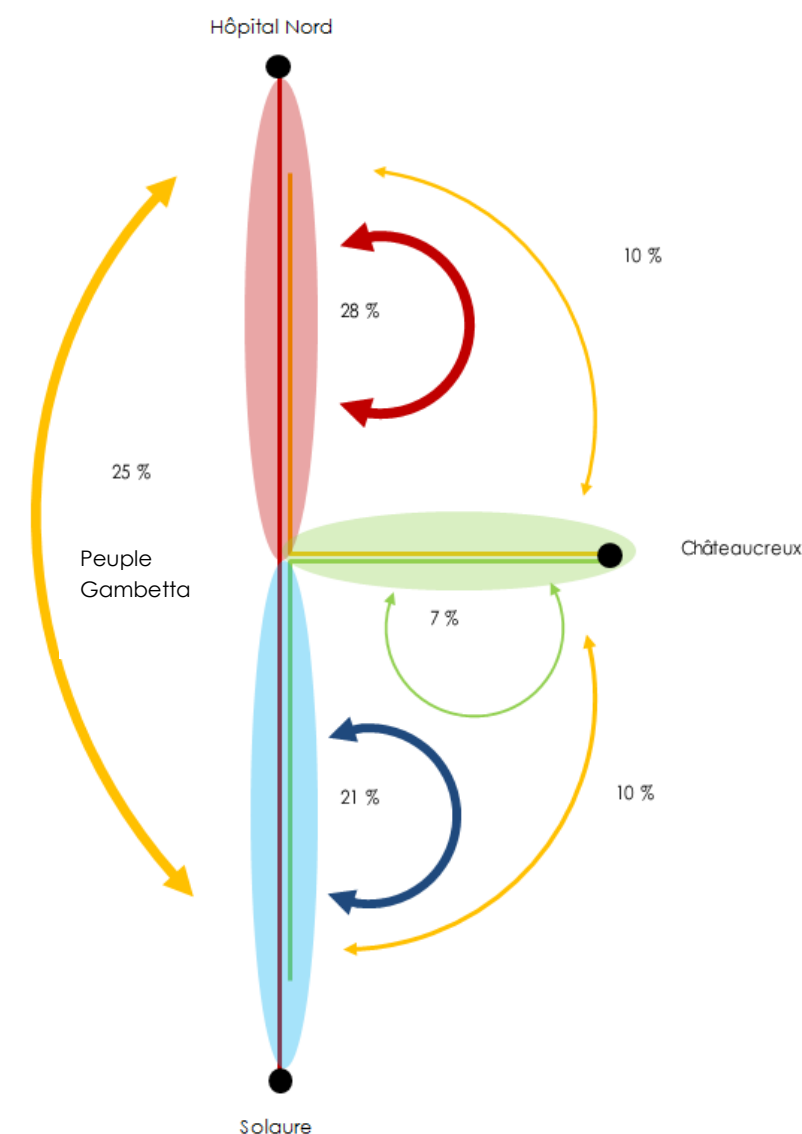 Hôpital Nord
10 %
28 %
25 %
Châteaucreux
Peuple
Gambetta
7 %
10 %
21 %
Solaure